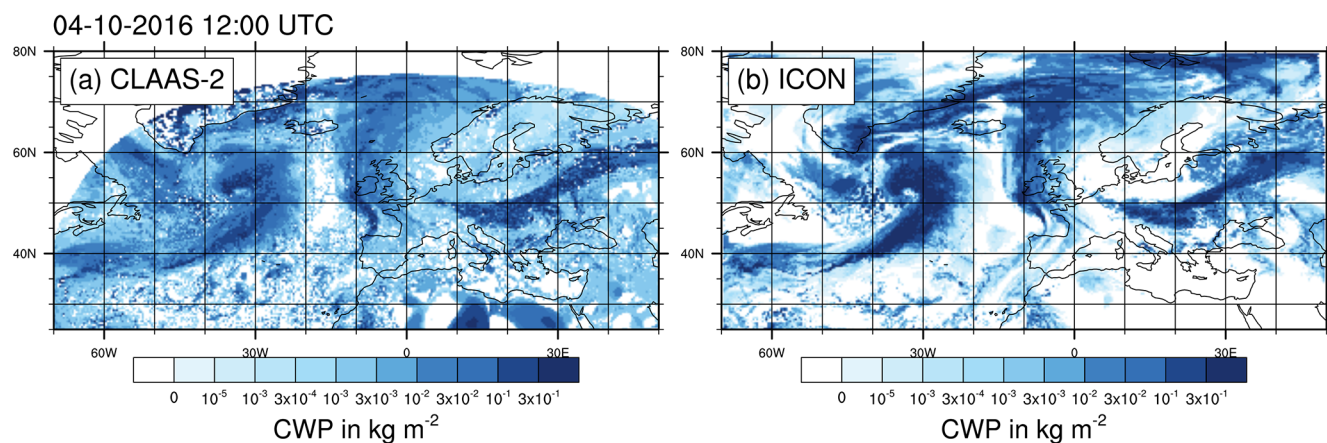 04-10-2016 12:00 UTC
80N
(a) CLAAS-2
(b) ICON
60N
40N
60W 30W 0 30E
60W 30W 0 30E
0 10⁻⁵ 10⁻³ 3x10⁻⁴ 10⁻³ 3x10⁻³ 10⁻² 3x10⁻² 10⁻¹ 3x10⁻¹
0 10⁻⁵ 10⁻³ 3x10⁻⁴ 10⁻³ 3x10⁻³ 10⁻² 3x10⁻² 10⁻¹ 3x10⁻¹
CWP in kg m⁻²
CWP in kg m⁻²
80N
60N
40N